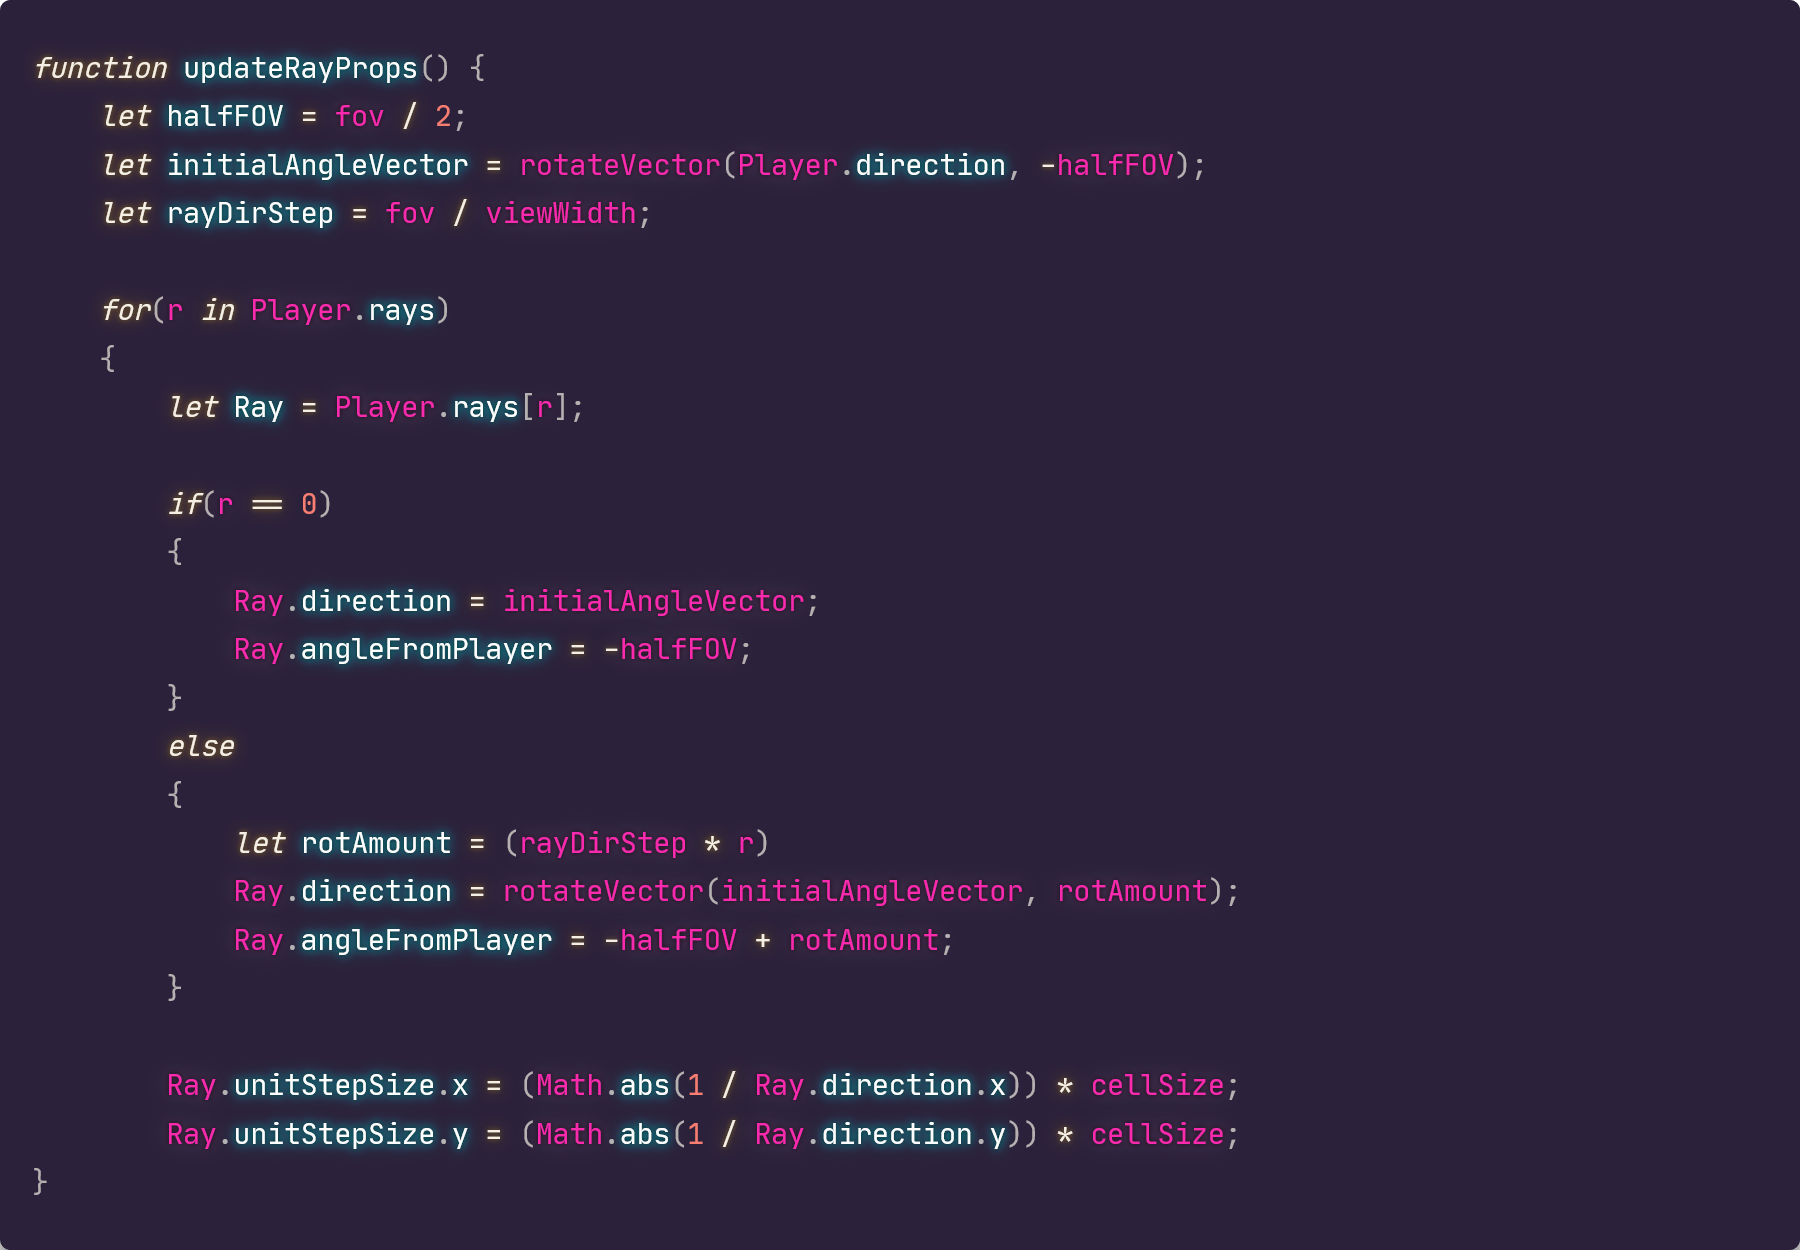 function updateRayProps() {
    let halfFOV = fov / 2;
    let initialAngleVector = rotateVector(Player.direction, -halfFOV);
    let rayDirStep = fov / viewWidth;

    for(r in Player.rays)
    {
        let Ray = Player.rays[r];

        if(r == 0)
        {
            Ray.direction = initialAngleVector;
            Ray.angleFromPlayer = -halfFOV;
        }
        else
        {
            let rotAmount = (rayDirStep * r)
            Ray.direction = rotateVector(initialAngleVector, rotAmount);
            Ray.angleFromPlayer = -halfFOV + rotAmount;
        }

        Ray.unitStepSize.x = (Math.abs(1 / Ray.direction.x)) * cellSize;
        Ray.unitStepSize.y = (Math.abs(1 / Ray.direction.y)) * cellSize;
}